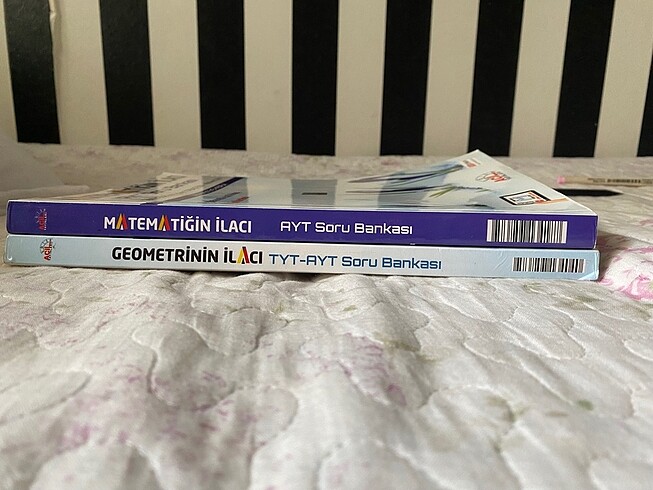 MATEMATİĞİN İLACI AYT Soru Bankası
GEOMETRİNİN İLACI TYT-AYT Soru Bankası